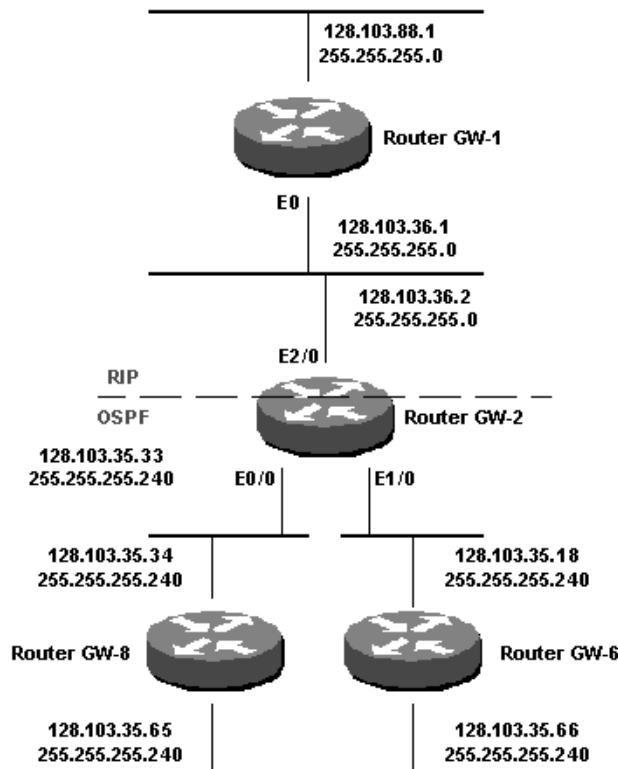 128.103.88.1
255.255.255.0
Router GW-1
E0
128.103.36.1
255.255.255.0
128.103.36.2
255.255.255.0
E2/0
RIP
OSPF
Router GW-2
128.103.35.33
255.255.255.240
E0/0
E1/0
128.103.35.34
255.255.255.240
128.103.35.18
255.255.255.240
Router GW-8
Router GW-6
128.103.35.65
255.255.255.240
128.103.35.66
255.255.255.240